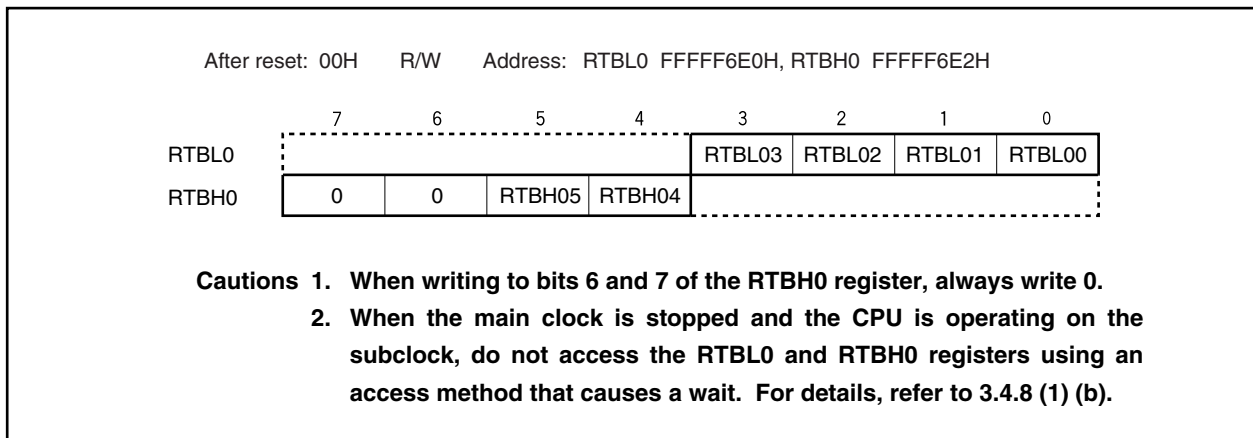 After reset: 00H R/W Address: RTBL0 FFFFF6E0H, RTBH0 FFFFF6E2H
7 6 5 4 3 2 1 0
RTBL0 RTBL03 RTBL02 RTBL01 RTBL00
RTBH0 0 0 RTBH05 RTBH04
Cautions 1. When writing to bits 6 and 7 of the RTBH0 register, always write 0.
2. When the main clock is stopped and the CPU is operating on the
subclock, do not access the RTBL0 and RTBH0 registers using an
access method that causes a wait. For details, refer to 3.4.8 (1) (b).